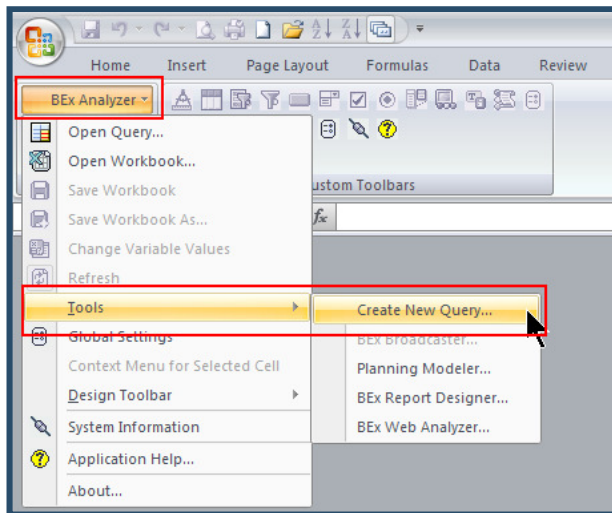 Home Insert Page Layout Formulas Data Review
BEx Analyzer
Open Query...
Open Workbook...
Save Workbook
ustom Toolbars
Save Workbook As...
fx
Change Variable Values
Refresh
Tools
Create New Query...
Global Settings
BEx Broadcaster...
Context Menu for Selected Cell
Planning Modeler...
Design Toolbar
BEx Report Designer...
System Information
BEx Web Analyzer...
Application Help...
About...